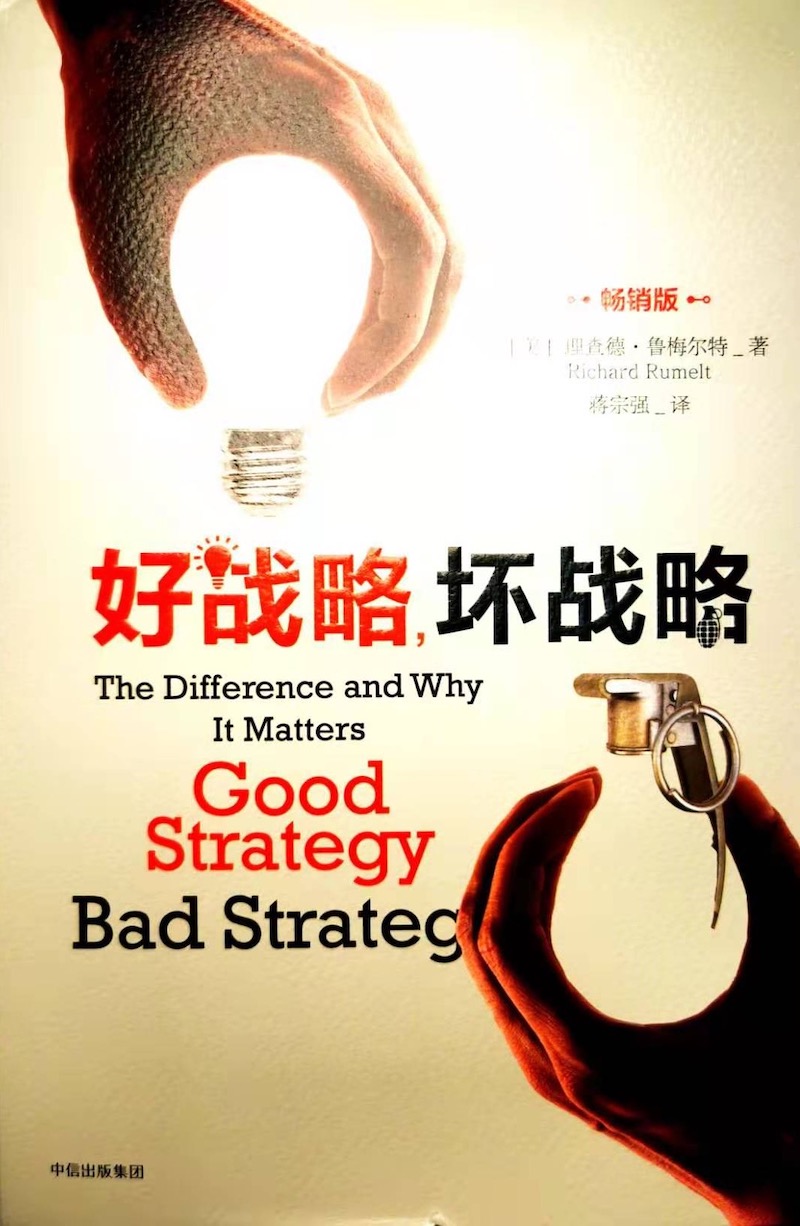 畅销版
理查德·鲁梅尔特_著
Richard Rumelt
蒋宗强_译
好战略,坏战略
The Difference and Why
It Matters
Good
Strategy
Bad Strateg
中信出版集团